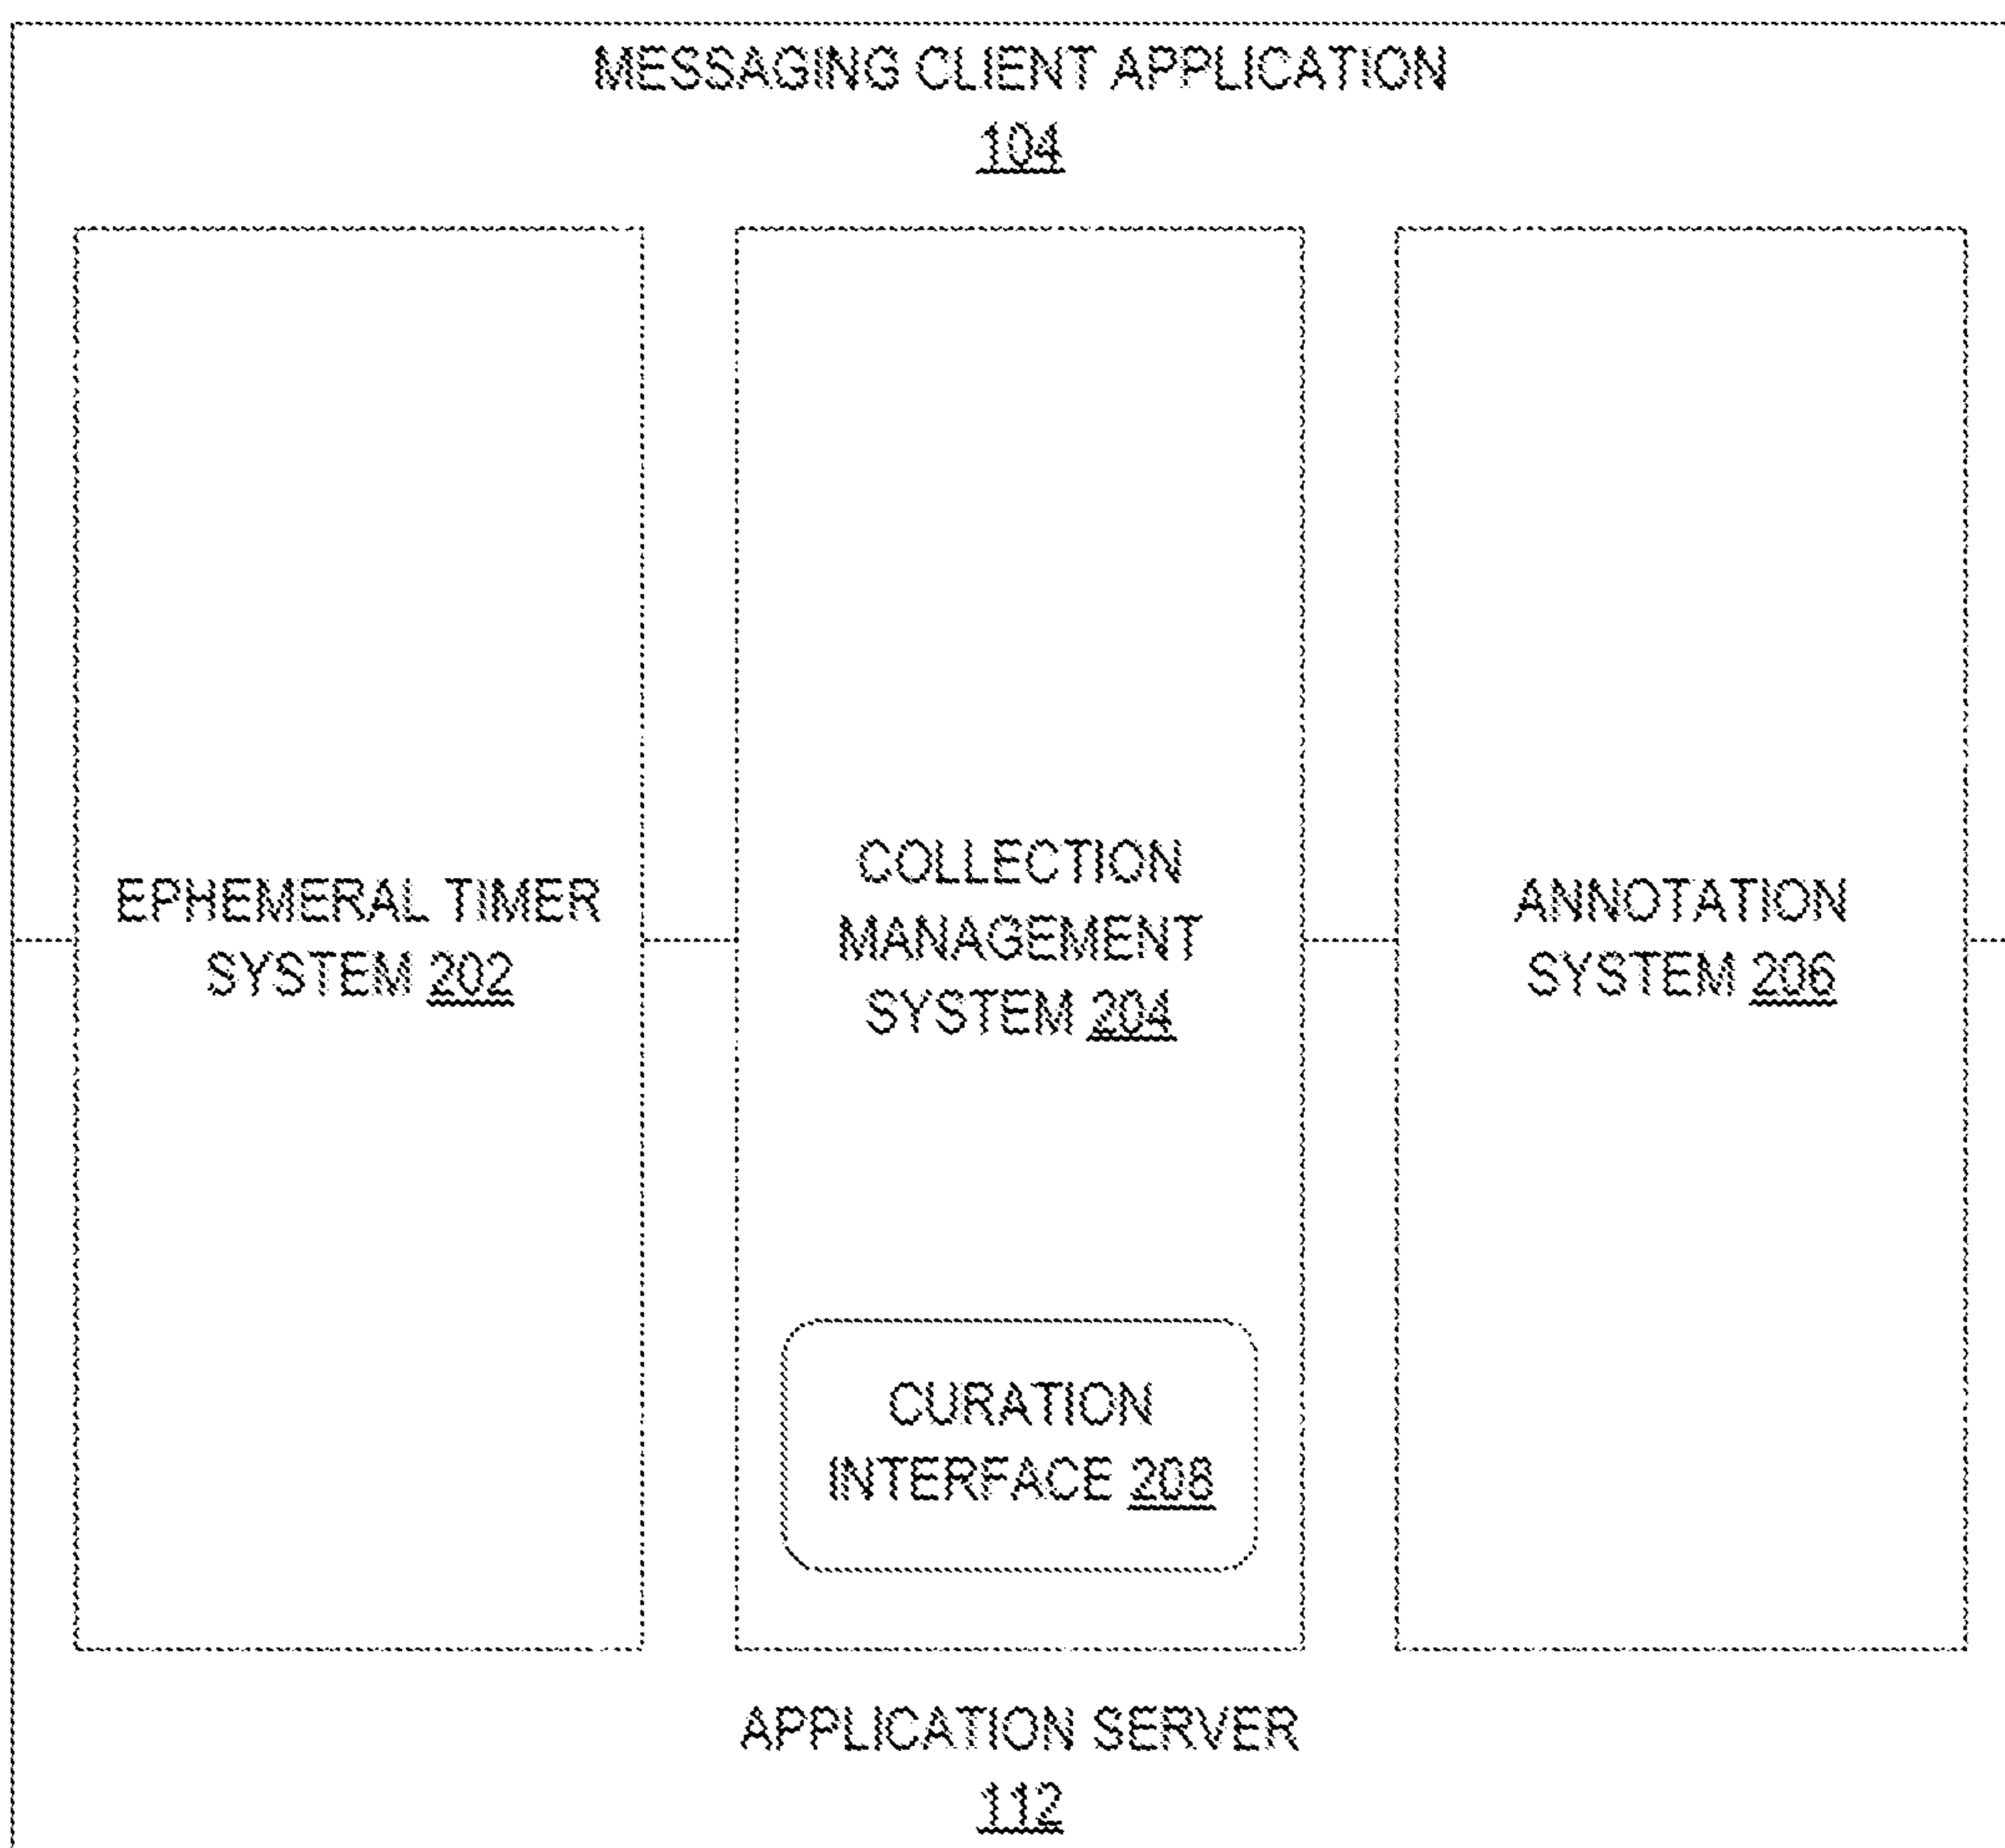 MESSAGING CLIENT APPLICATION
104
EPHEMERAL TIMER
SYSTEM 202
COLLECTION
MANAGEMENT
SYSTEM 204
ANNOTATION
SYSTEM 206
CURATION
INTERFACE 208
APPLICATION SERVER
112